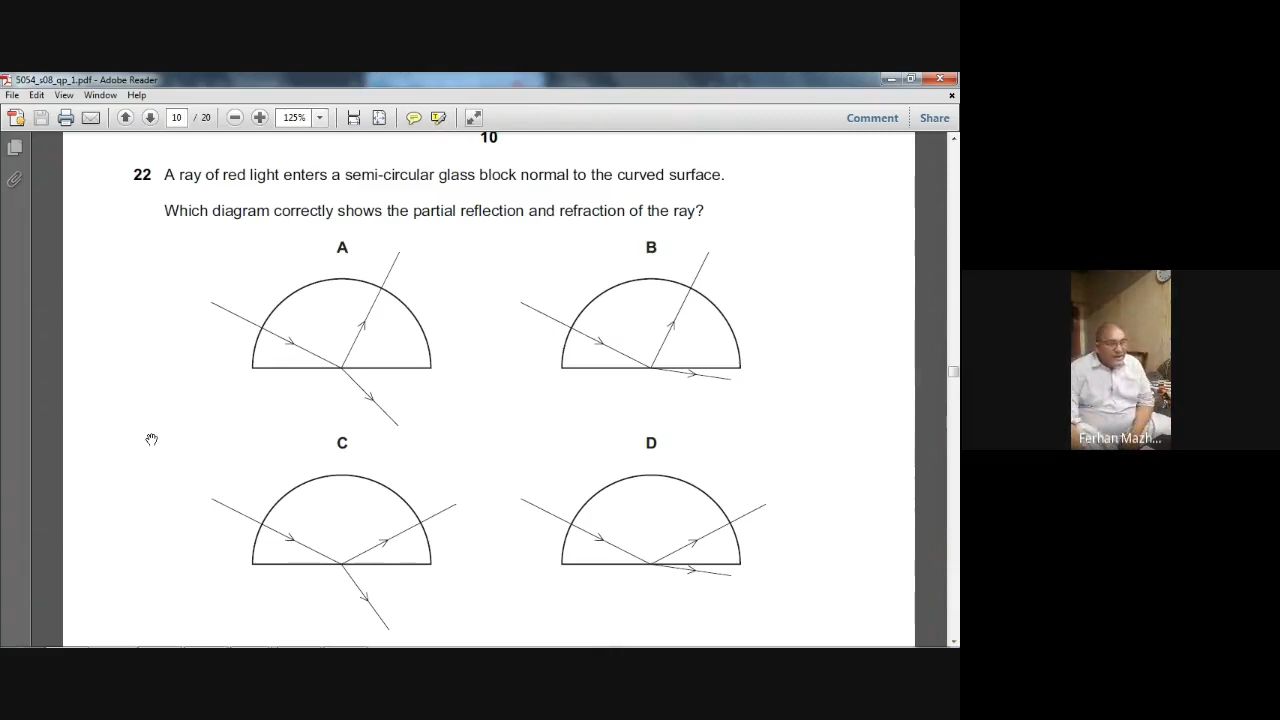 5054_s08_qp_1.pdf - Adobe Reader
File Edit View Window Help
10 / 20 125% Comment Share
10
22 A ray of red light enters a semi-circular glass block normal to the curved surface.
Which diagram correctly shows the partial reflection and refraction of the ray?
A B
C D
Ferhan Mazh...